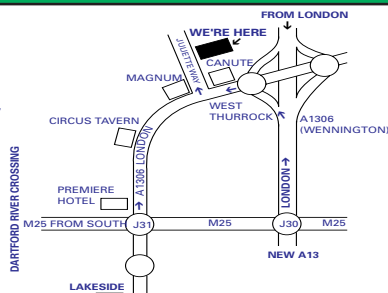 FROM LONDON
WE'RE HERE
JULIETTE WAY
CANUTE
MAGNUM
WEST
THURROCK
A1306
(WENNINGTON)
CIRCUS TAVERN
A1306 LONDON
LONDON
DARTFORD RIVER CROSSING
PREMIERE
HOTEL
M25 FROM SOUTH
J31
M25
J30
M25
NEW A13
LAKESIDE